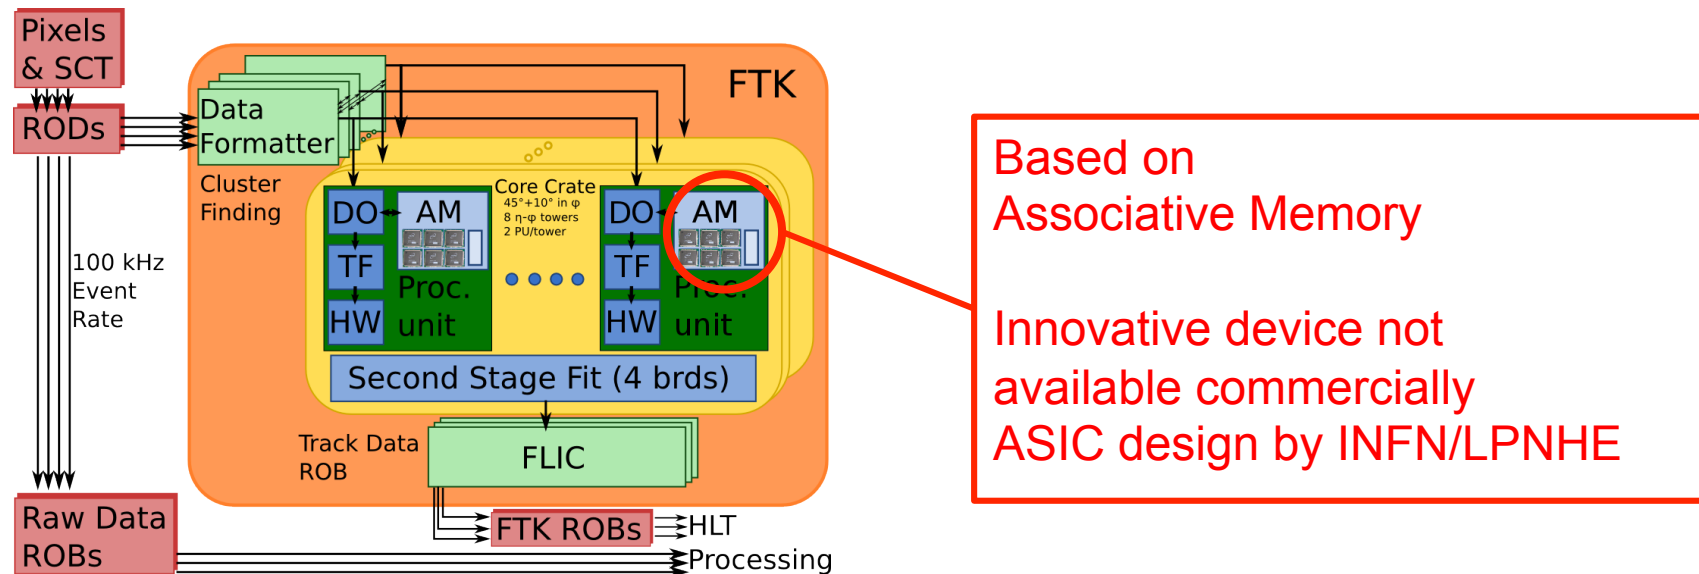 Pixels
& SCT
RODs
Data
Formatter
FTK
Cluster
Finding
100 kHz
Event
Rate
DO
AM
TF
HW
Proc.
unit
Core Crate
45°+10° in φ
8 η-φ towers
2 PU/tower
DO
AM
TF
HW
Proc.
unit
Second Stage Fit (4 brds)
Track Data
ROB
FLIC
Raw Data
ROBs
FTK ROBs
HLT
Processing
Based on
Associative Memory
Innovative device not
available commercially
ASIC design by INFN/LPNHE